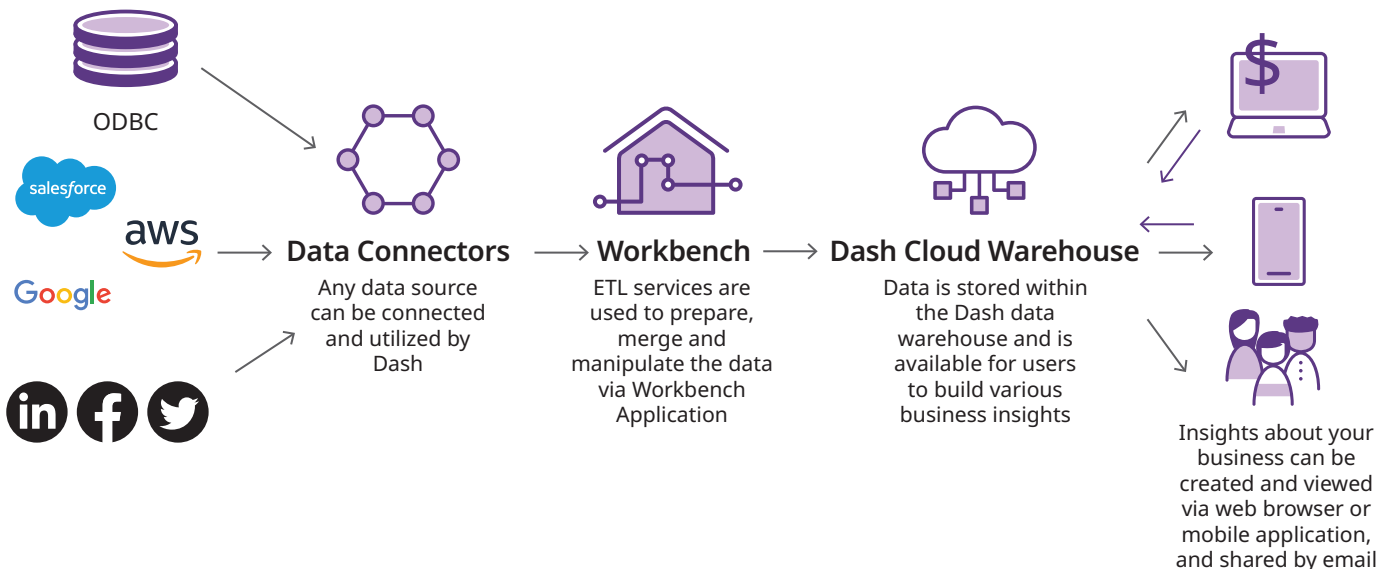 ODBC
salesforce
aws
Google
in
f
Data Connectors
Any data source
can be connected
and utilized by
Dash
Workbench
ETL services are
used to prepare,
merge and
manipulate the data
via Workbench
Application
Dash Cloud Warehouse
Data is stored within
the Dash data
warehouse and is
available for users
to build various
business insights
$
Insights about your
business can be
created and viewed
via web browser or
mobile application,
and shared by email